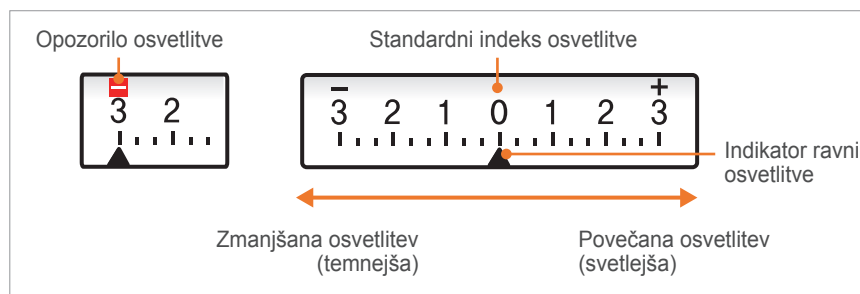 Opozorilo osvetlitve
Standardni indeks osvetlitve
− 3 2
− +
3 2 1 0 1 2 3
Indikator ravni
osvetlitve
Zmanjšana osvetlitev
(temnejša)
Povečana osvetlitev
(svetlejša)